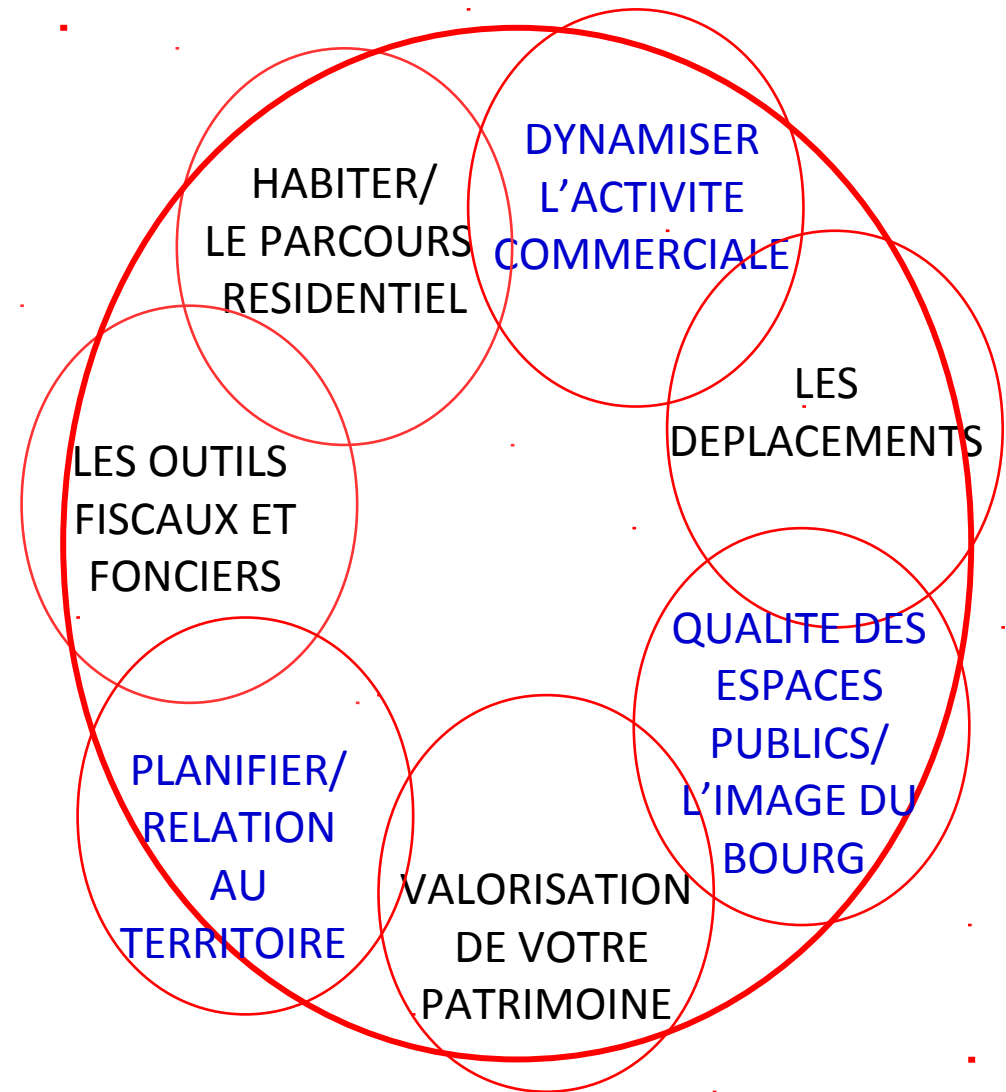 HABITER/
LE PARCOURS
RESIDENTIEL
DYNAMISER
L’ACTIVITE
COMMERCIALE
LES
DEPLACEMENTS
QUALITE DES
ESPACES
PUBLICS/
L’IMAGE DU
BOURG
VALORISATION
DE VOTRE
PATRIMOINE
PLANIFIER/
RELATION
AU
TERRITOIRE
LES OUTILS
FISCAUX ET
FONCIERS